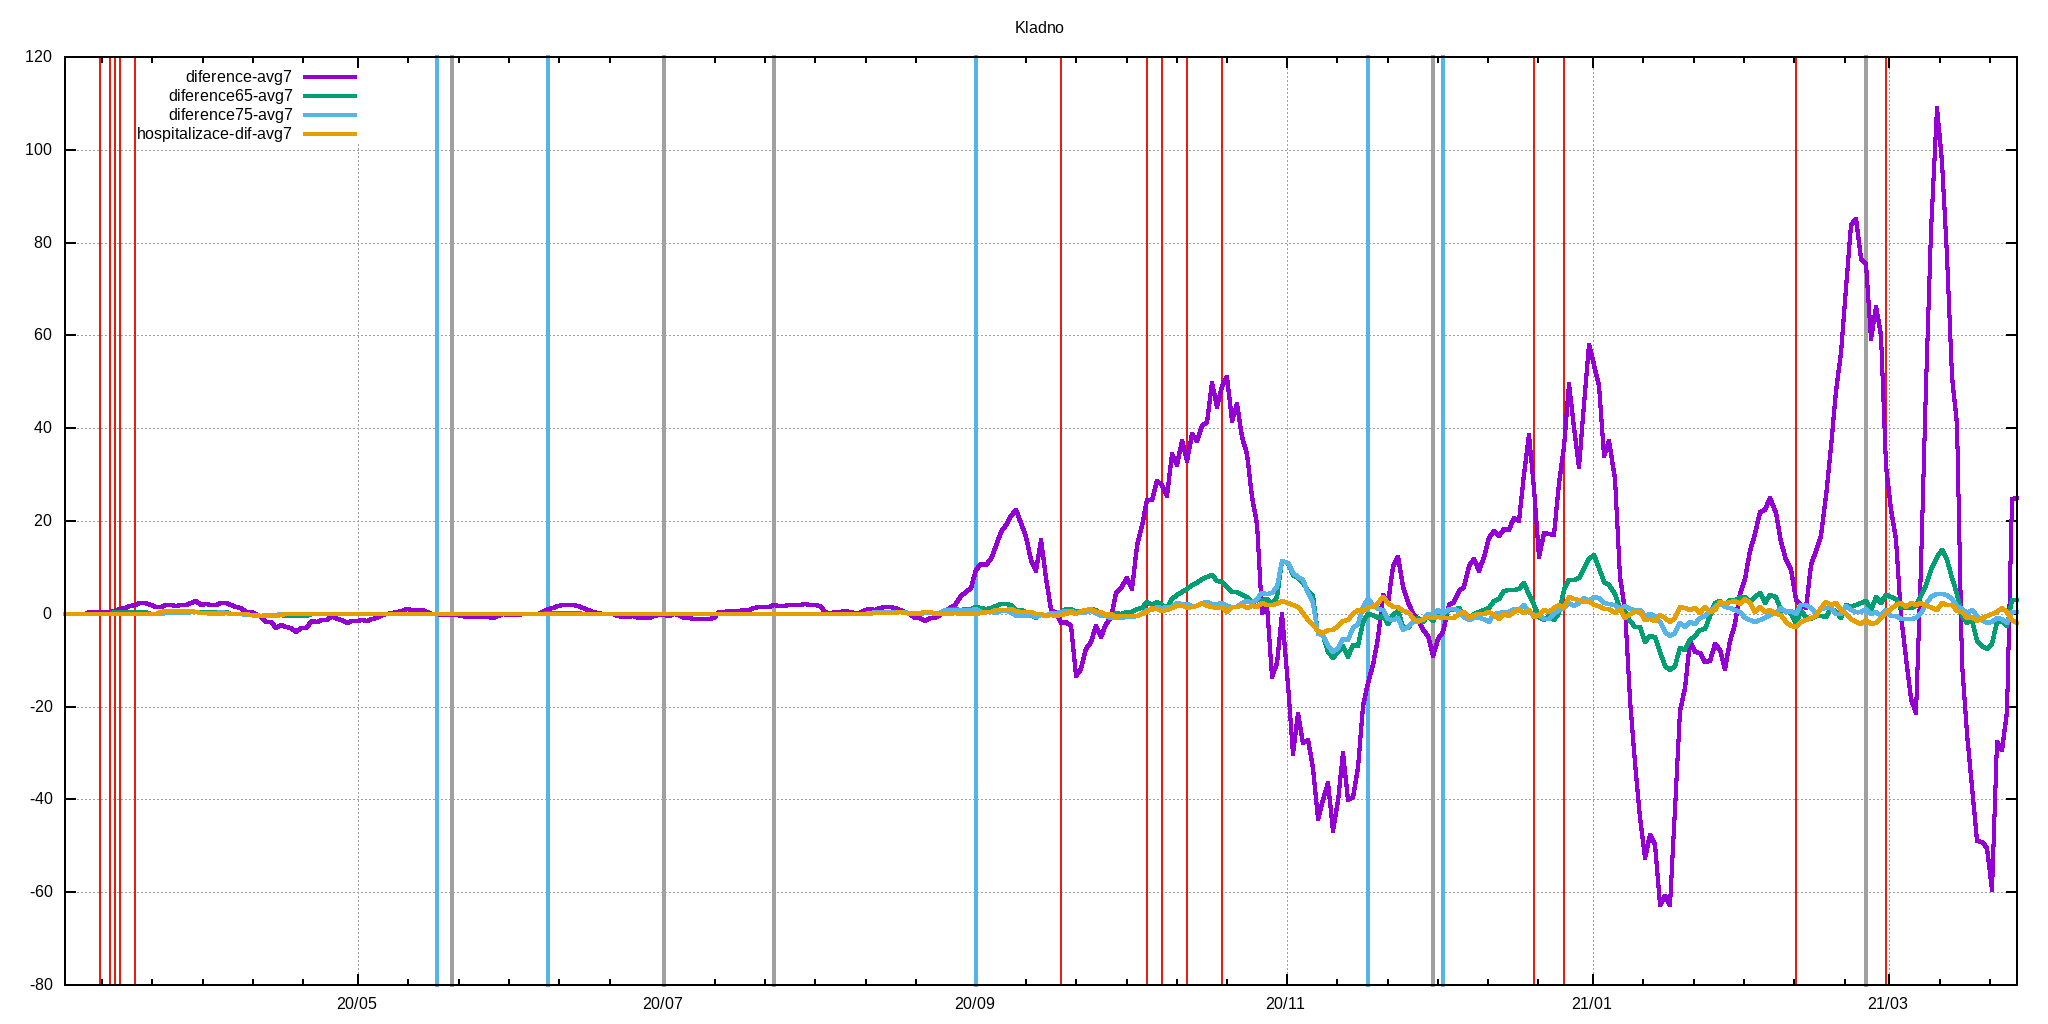 Kladno
120
100
80
60
40
20
0
-20
-40
-60
-80
diference-avg7
diference65-avg7
diference75-avg7
hospitalizace-dif-avg7
20/05 20/07 20/09 20/11 21/01 21/03